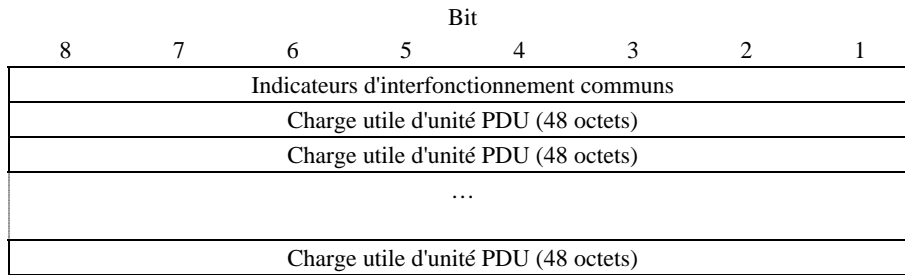 Bit
8 7 6 5 4 3 2 1
Indicateurs d'interfonctionnement communs
Charge utile d'unité PDU (48 octets)
Charge utile d'unité PDU (48 octets)
…
Charge utile d'unité PDU (48 octets)